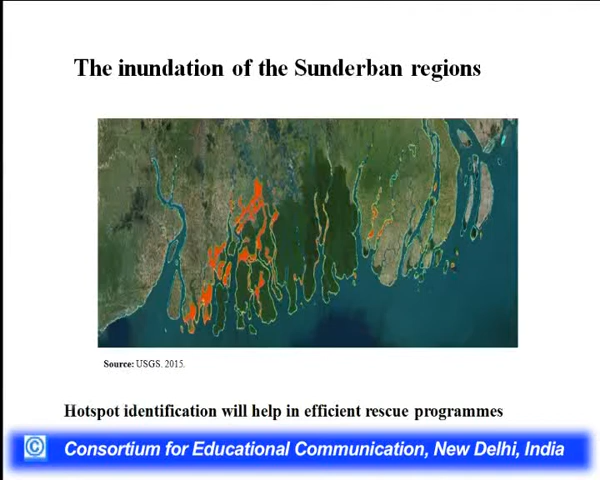 The inundation of the Sunderban regions
Source: USGS. 2015.
Hotspot identification will help in efficient rescue programmes
© Consortium for Educational Communication, New Delhi, India